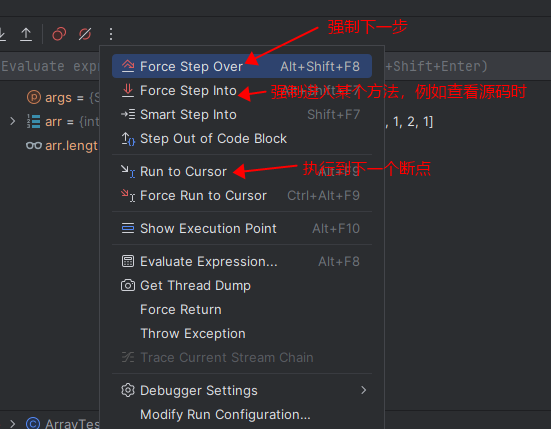 强制下一步
Evaluate expr
+Shift+Enter)
Force Step Over Alt+Shift+F8
args = {S
Force Step Into Alt+Shift+F7
强制进入某个方法，例如查看源码时
arr = {int
Smart Step Into Shift+F7
, 1, 2, 1]
arr.lengt
Step Out of Code Block
Run to Cursor Alt+F9
执行到下一个断点
Force Run to Cursor Ctrl+Alt+F9
Show Execution Point Alt+F10
Evaluate Expression... Alt+F8
Get Thread Dump
Force Return
Throw Exception
Trace Current Stream Chain
Debugger Settings
Modify Run Configuration...
ArrayTes